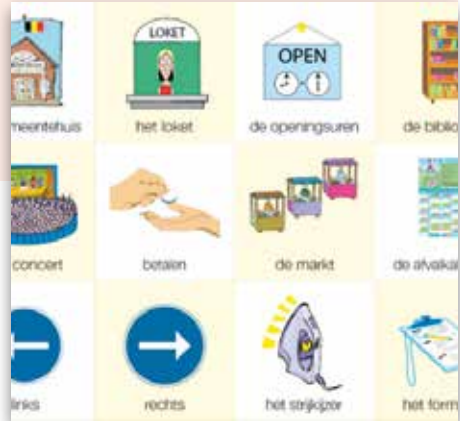 LOKET
OPEN
meentehuis
het loket
de openingsuren
de biblio
concert
betalen
de markt
de afvalka
links
rechts
het strijkijzer
het form